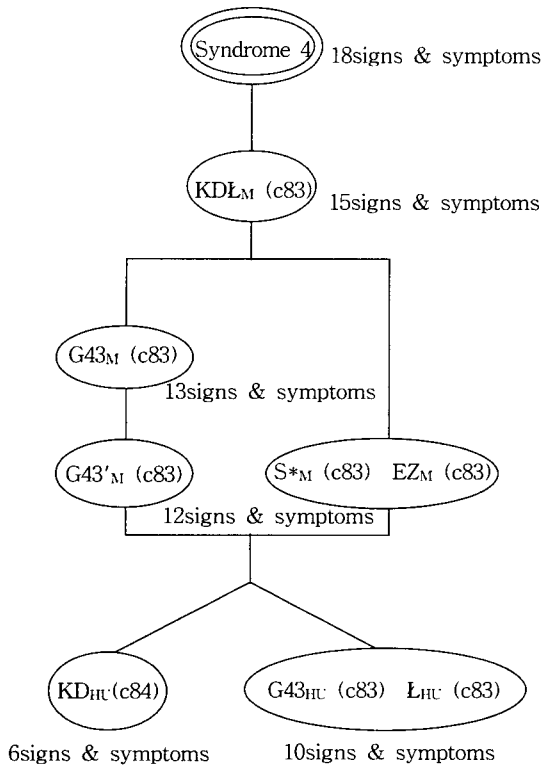 Syndrome 4
18signs & symptoms
KDŁM (c83)
15signs & symptoms
G43M (c83)
13signs & symptoms
G43'M (c83)
S*M (c83) EZM (c83)
12signs & symptoms
KDHU(c84)
G43HU (c83) ŁHU (c83)
6signs & symptoms
10signs & symptoms